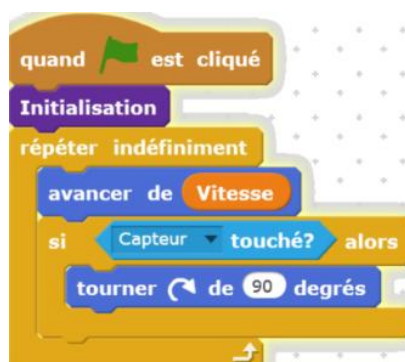 quand est cliqué
Initialisation
répéter indéfiniment
avancer de Vitesse
si Capteur touché? alors
tourner de 90 degrés